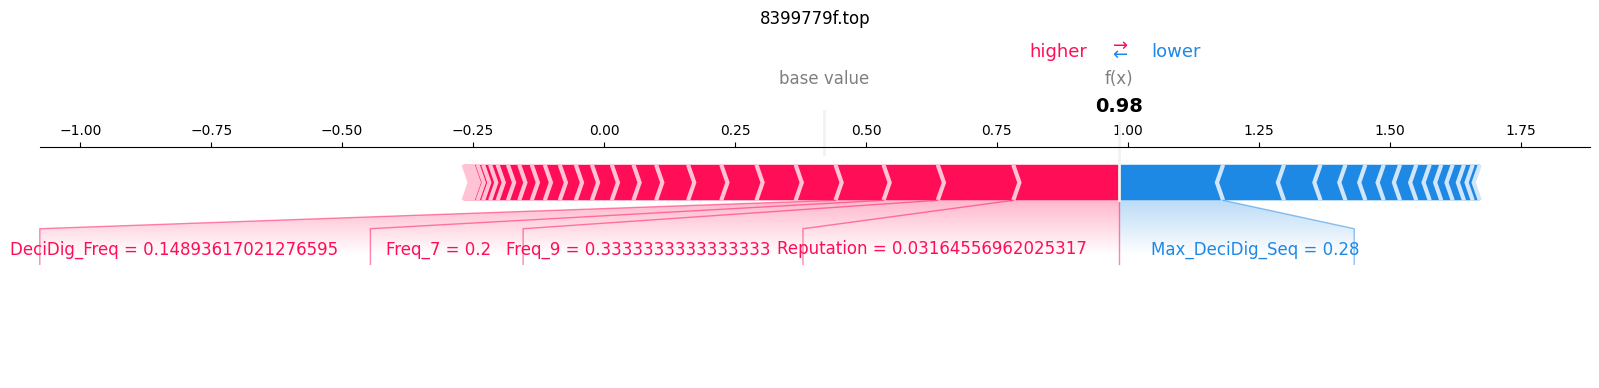 8399779f.top
higher ⇄ lower
base value f(x)
0.98
−1.00 −0.75 −0.50 −0.25 0.00 0.25 0.50 0.75 1.00 1.25 1.50 1.75
DeciDig_Freq = 0.14893617021276595 Freq_7 = 0.2 Freq_9 = 0.3333333333333333 Reputation = 0.03164556962025317 Max_DeciDig_Seq = 0.28